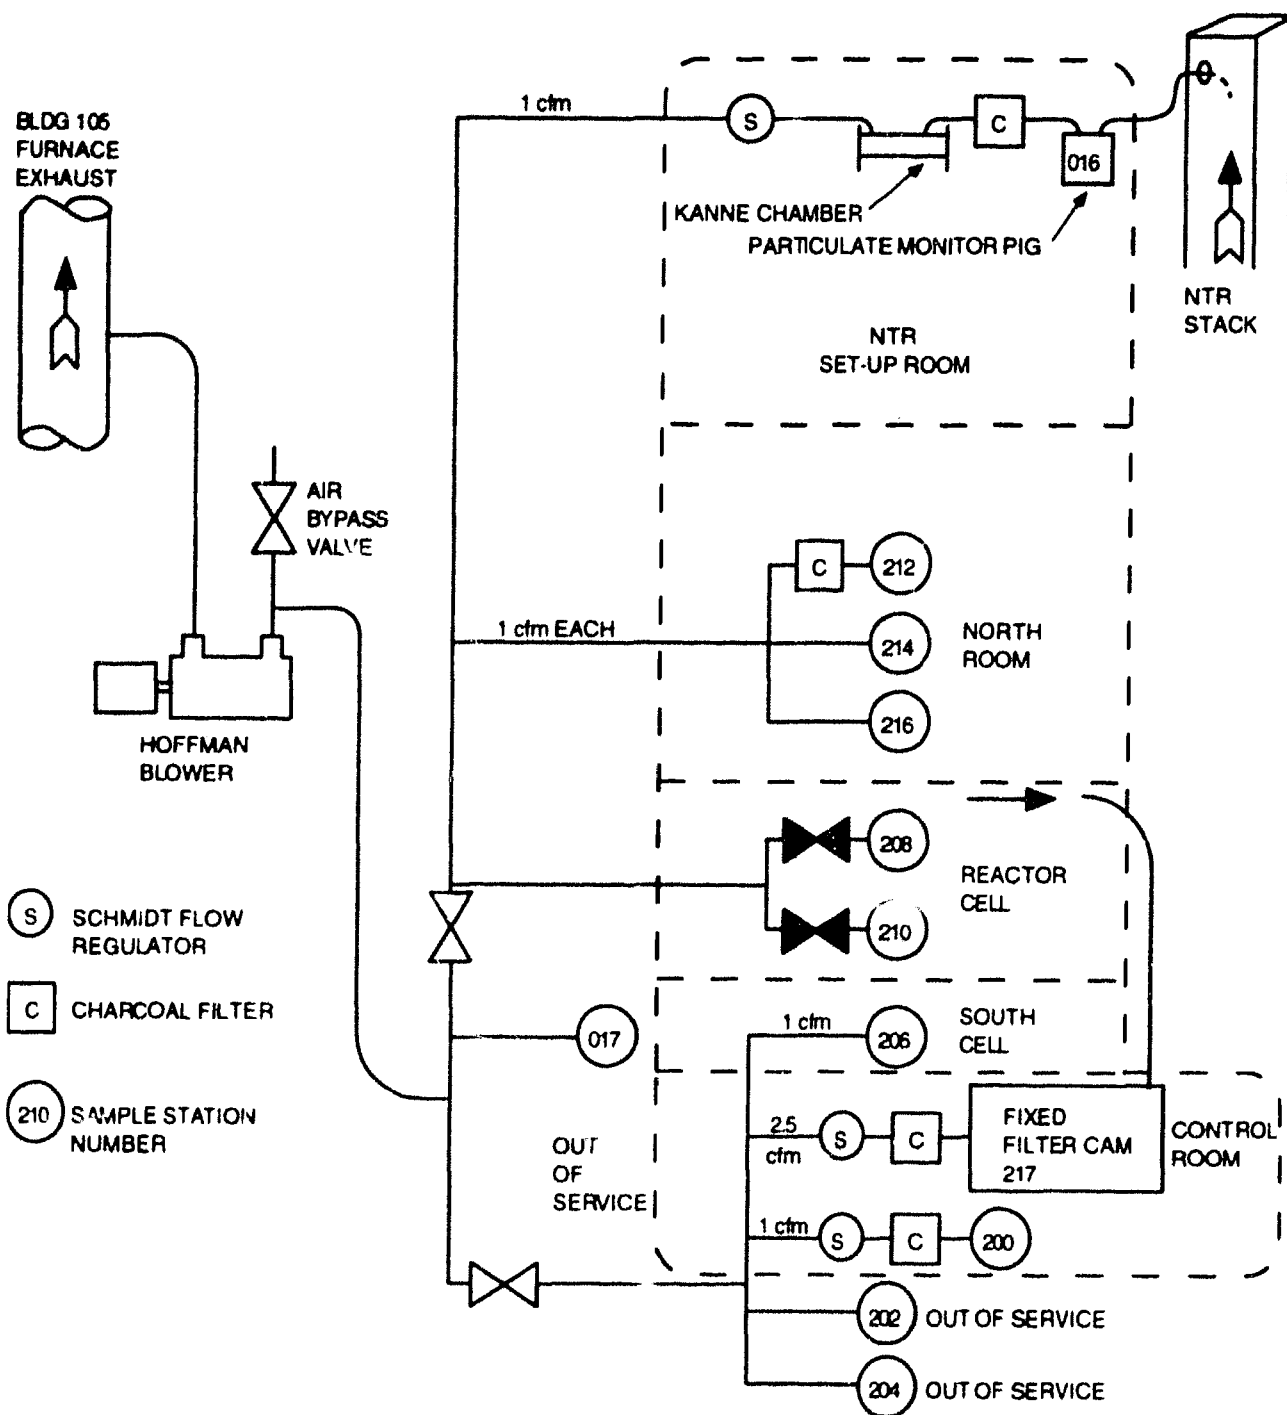 1 cfm
BLDG 105
FURNACE
EXHAUST
S
C
016
KANNE CHAMBER
PARTICULATE MONITOR PIG
NTR
STACK
NTR
SET-UP ROOM
AIR
BYPASS
VALVE
C
212
1 cfm EACH
214
NORTH
ROOM
216
HOFFMAN
BLOWER
208
REACTOR
CELL
210
S
SCHMIDT FLOW
REGULATOR
C
CHARCOAL FILTER
210
SAMPLE STATION
NUMBER
017
1 cfm
206
SOUTH
CELL
OUT
OF
SERVICE
2.5
cfm
S
C
FIXED
FILTER CAM
217
CONTROL
ROOM
1 cfm
S
C
200
202
OUT OF SERVICE
204
OUT OF SERVICE